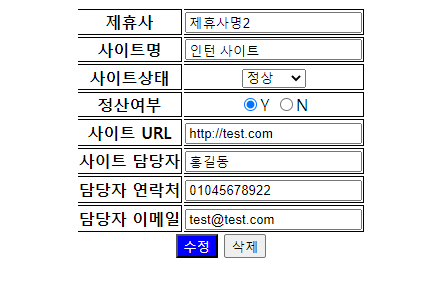 제휴사 제휴사명2
사이트명 인턴 사이트
사이트상태 정상
정산여부 Y N
사이트 URL http://test.com
사이트 담당자 홍길동
담당자 연락처 01045678922
담당자 이메일 test@test.com
수정 삭제